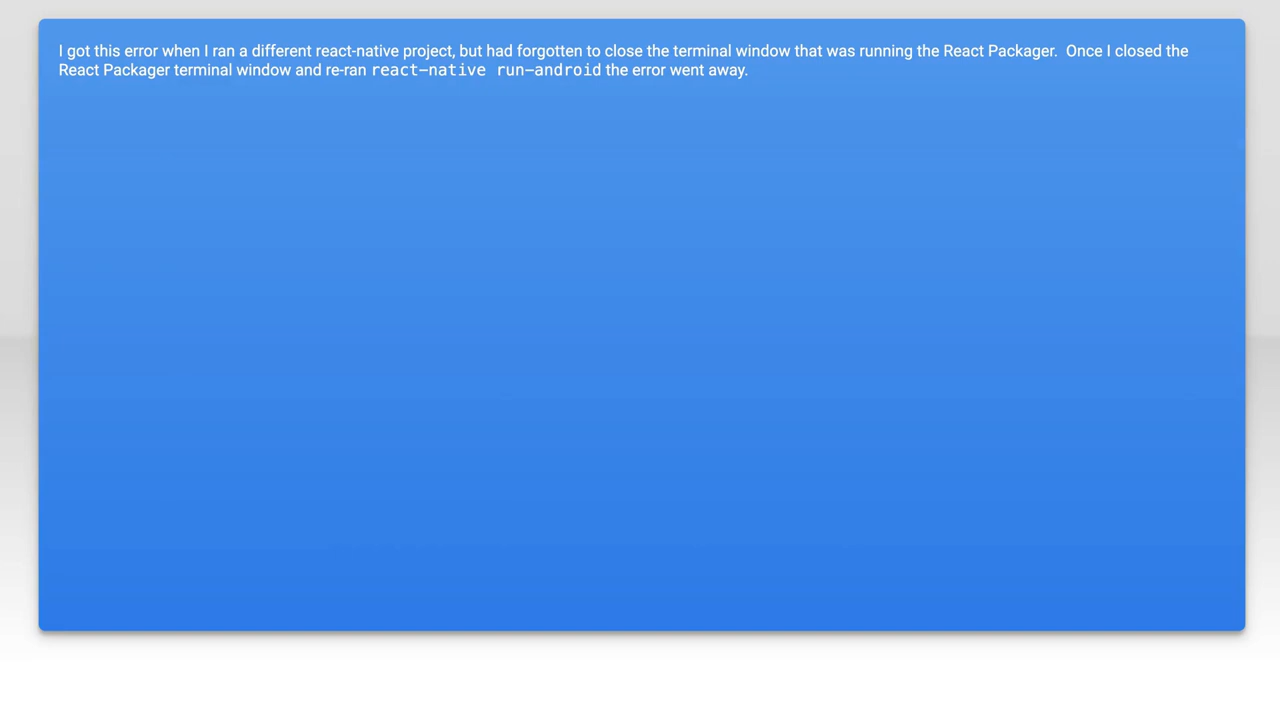 I got this error when I ran a different react-native project, but had forgotten to close the terminal window that was running the React Packager.  Once I closed the
React Packager terminal window and re-ran react-native run-android the error went away.